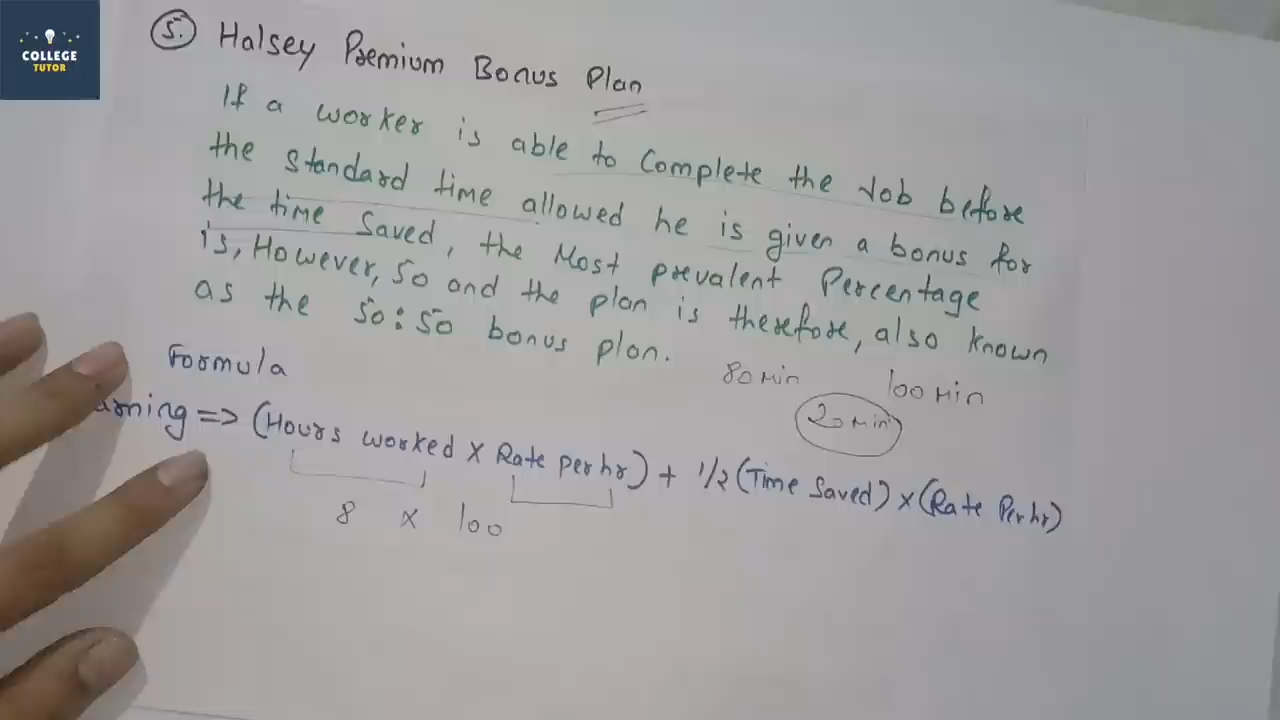 COLLEGE
TUTOR
5. Halsey Premium Bonus Plan
If a worker is able to Complete the Job before
the standard time allowed he is given a bonus for
the time saved, the Most prevalent Percentage
is, However, 50 and the plan is therefore, also known
as the 50:50 bonus plan.
80 Min 100 Min
20 Min
Formula
arning => (Hours worked x Rate per hr) + 1/2 (Time Saved) x (Rate Per hr)
8 x 100